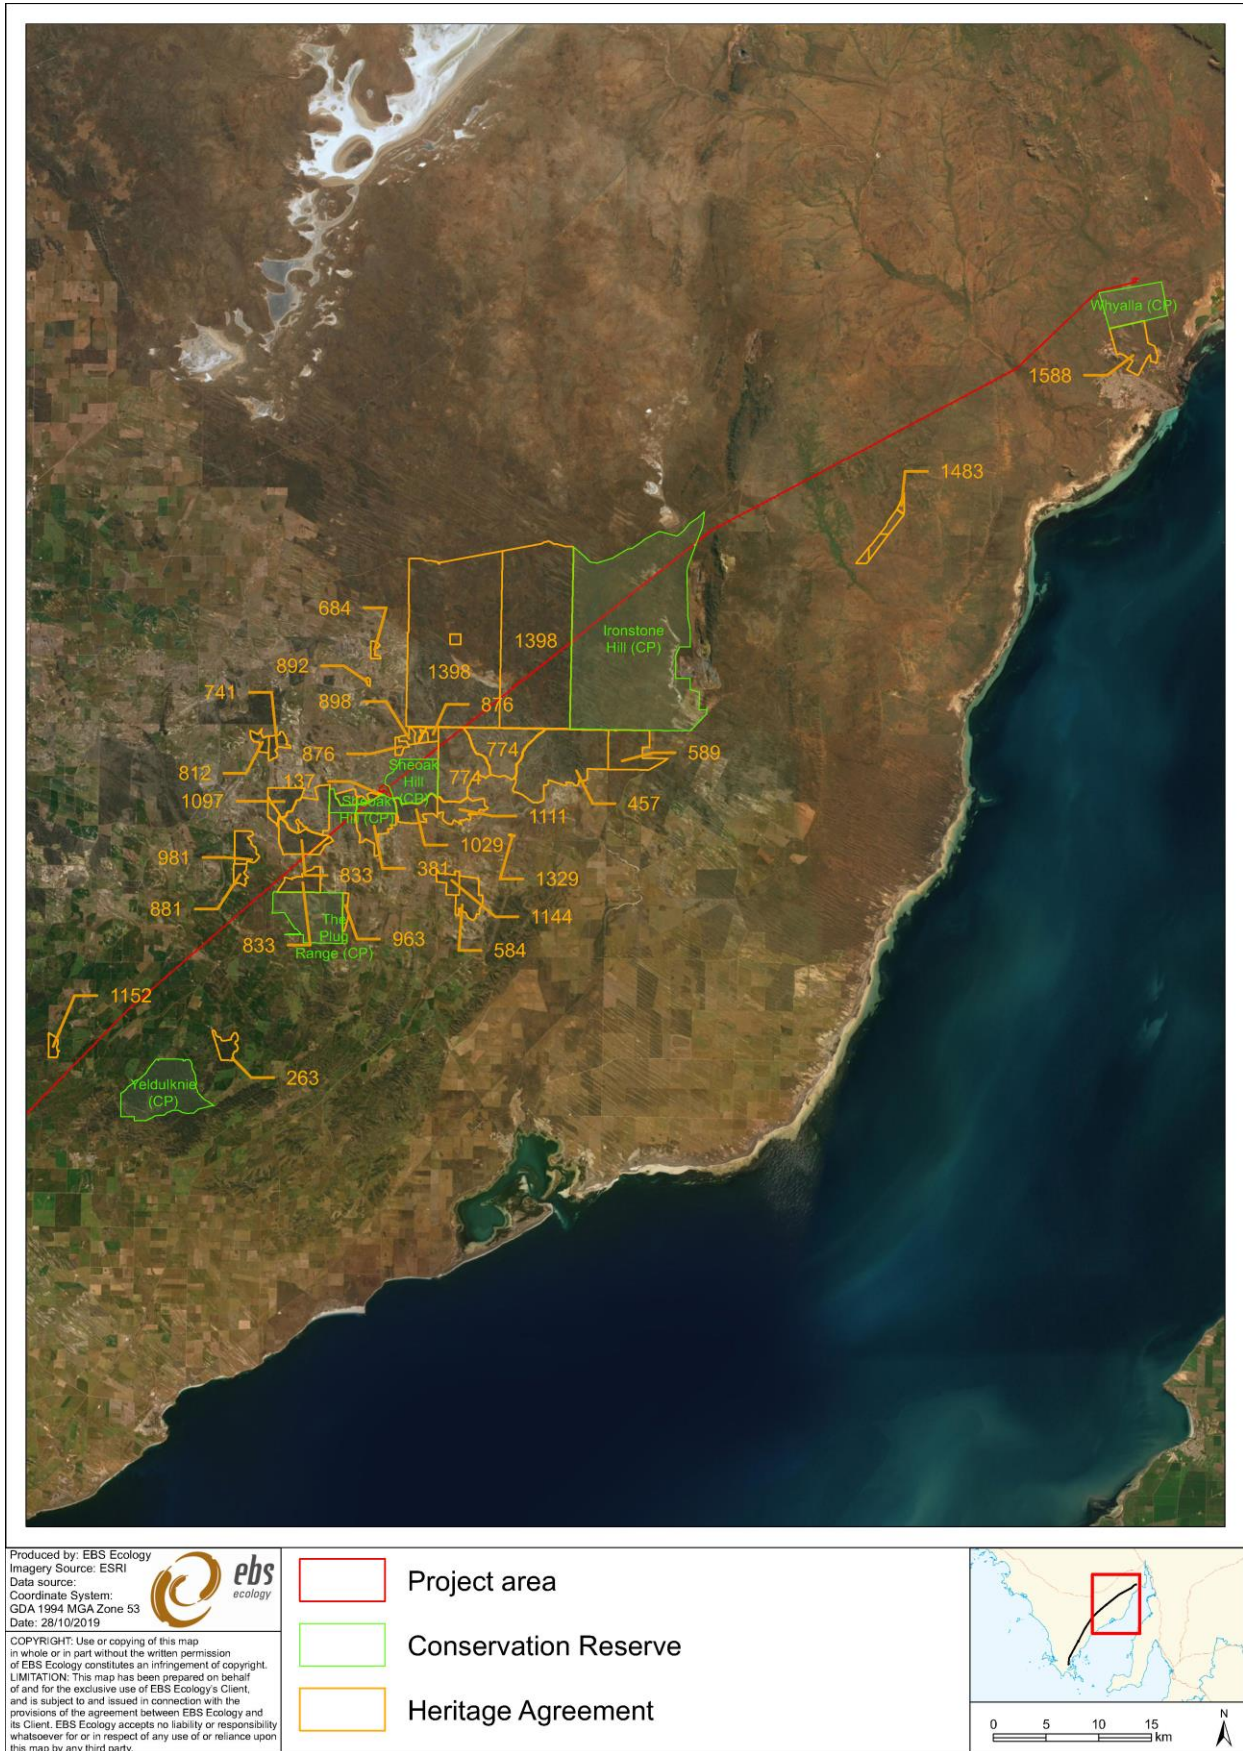 Whyalla (CP)
1588
1483
684
Ironstone
Hill (CP)
1398
1398
892
741
898
876
876
774
589
812
Sheoak
Hill
(CP)
137
774
457
1097
Sheoak
Hill (CP)
1111
1029
981
381
1329
833
881
1144
The
Plug
Range (CP)
963
584
833
1152
263
Yeldulknie
(CP)
Produced by: EBS Ecology
Imagery Source: ESRI
Data source:
Coordinate System:
GDA 1994 MGA Zone 53
Date: 28/10/2019
ebs
ecology
COPYRIGHT: Use or copying of this map
in whole or in part without the written permission
of EBS Ecology constitutes an infringement of copyright.
LIMITATION: This map has been prepared on behalf
of and for the exclusive use of EBS Ecology's Client,
and is subject to and issued in connection with the
provisions of the agreement between EBS Ecology and
its Client. EBS Ecology accepts no liability or responsibility
whatsoever for or in respect of any use of or reliance upon
this map by any third party.
Project area
Conservation Reserve
Heritage Agreement
0 5 10 15
km
N